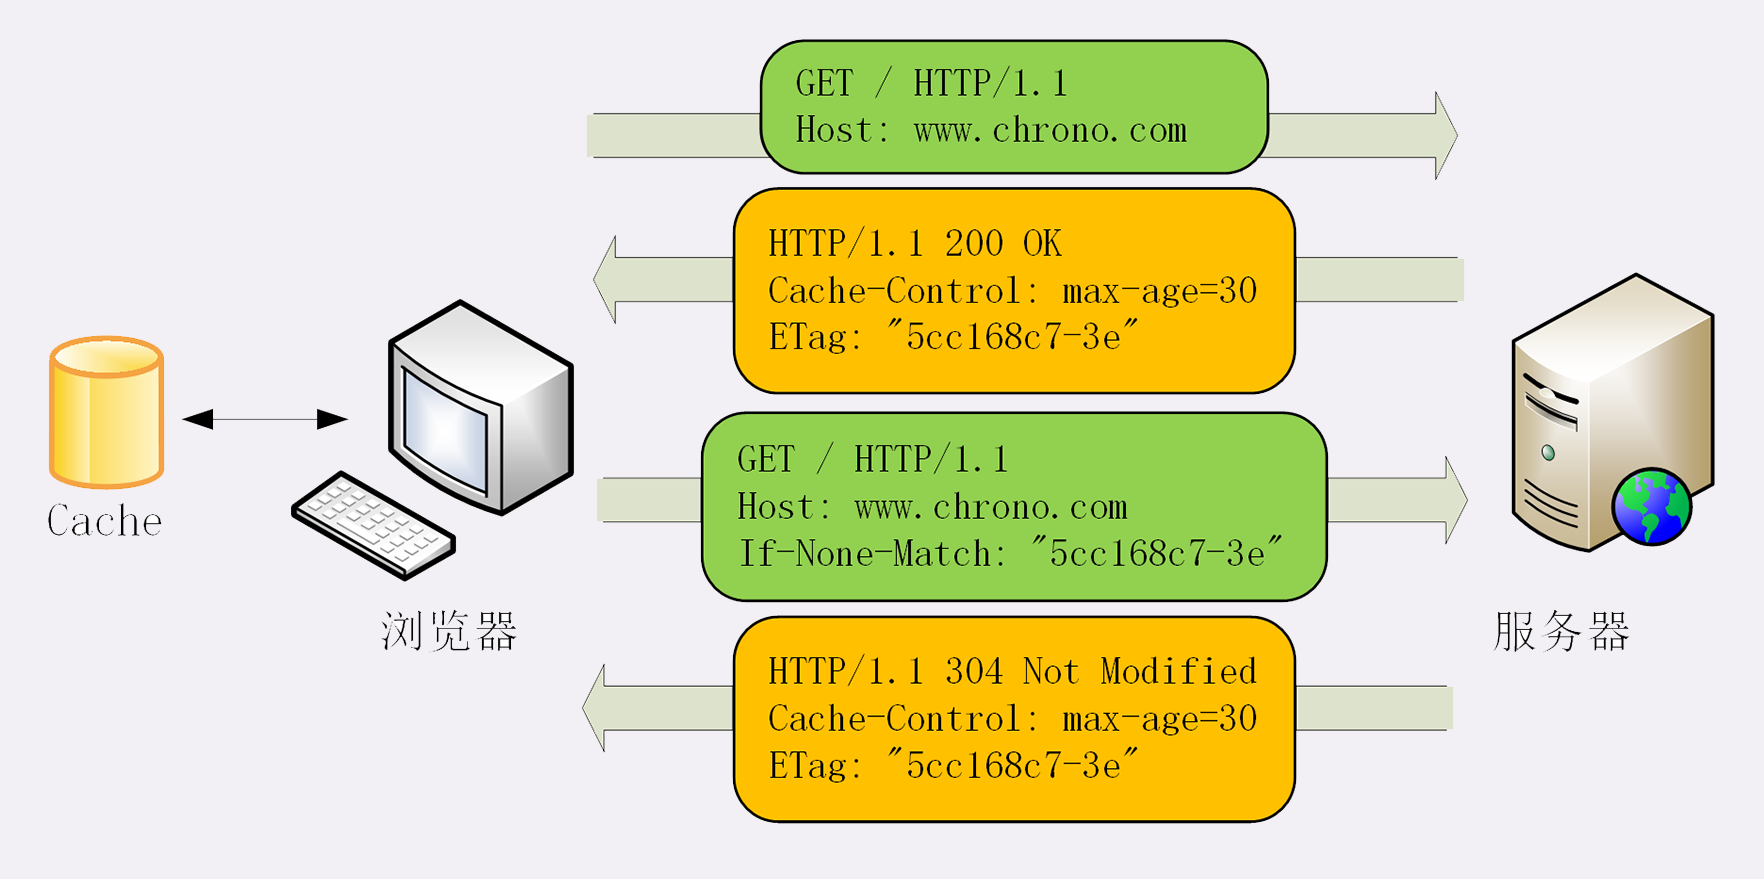 GET / HTTP/1.1
Host: www.chrono.com
HTTP/1.1 200 OK
Cache-Control: max-age=30
ETag: "5cc168c7-3e"
GET / HTTP/1.1
Host: www.chrono.com
If-None-Match: "5cc168c7-3e"
HTTP/1.1 304 Not Modified
Cache-Control: max-age=30
ETag: "5cc168c7-3e"
Cache
浏览器
服务器